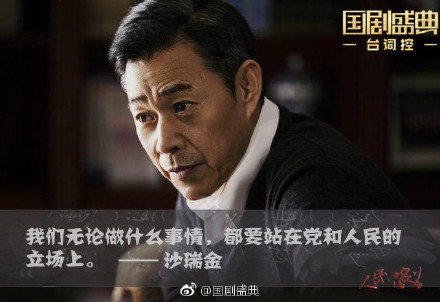 国剧盛典
台词控
我们无论做什么事情，都要站在党和人民的
立场上。 —— 沙瑞金
人民的名义
@国剧盛典